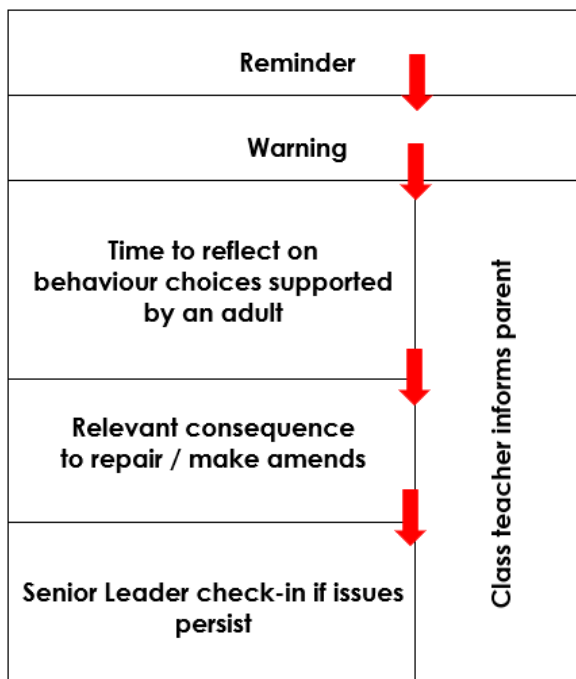 Reminder
Warning
Time to reflect on
behaviour choices supported
by an adult
Relevant consequence
to repair / make amends
Senior Leader check-in if issues
persist
Class teacher informs parent